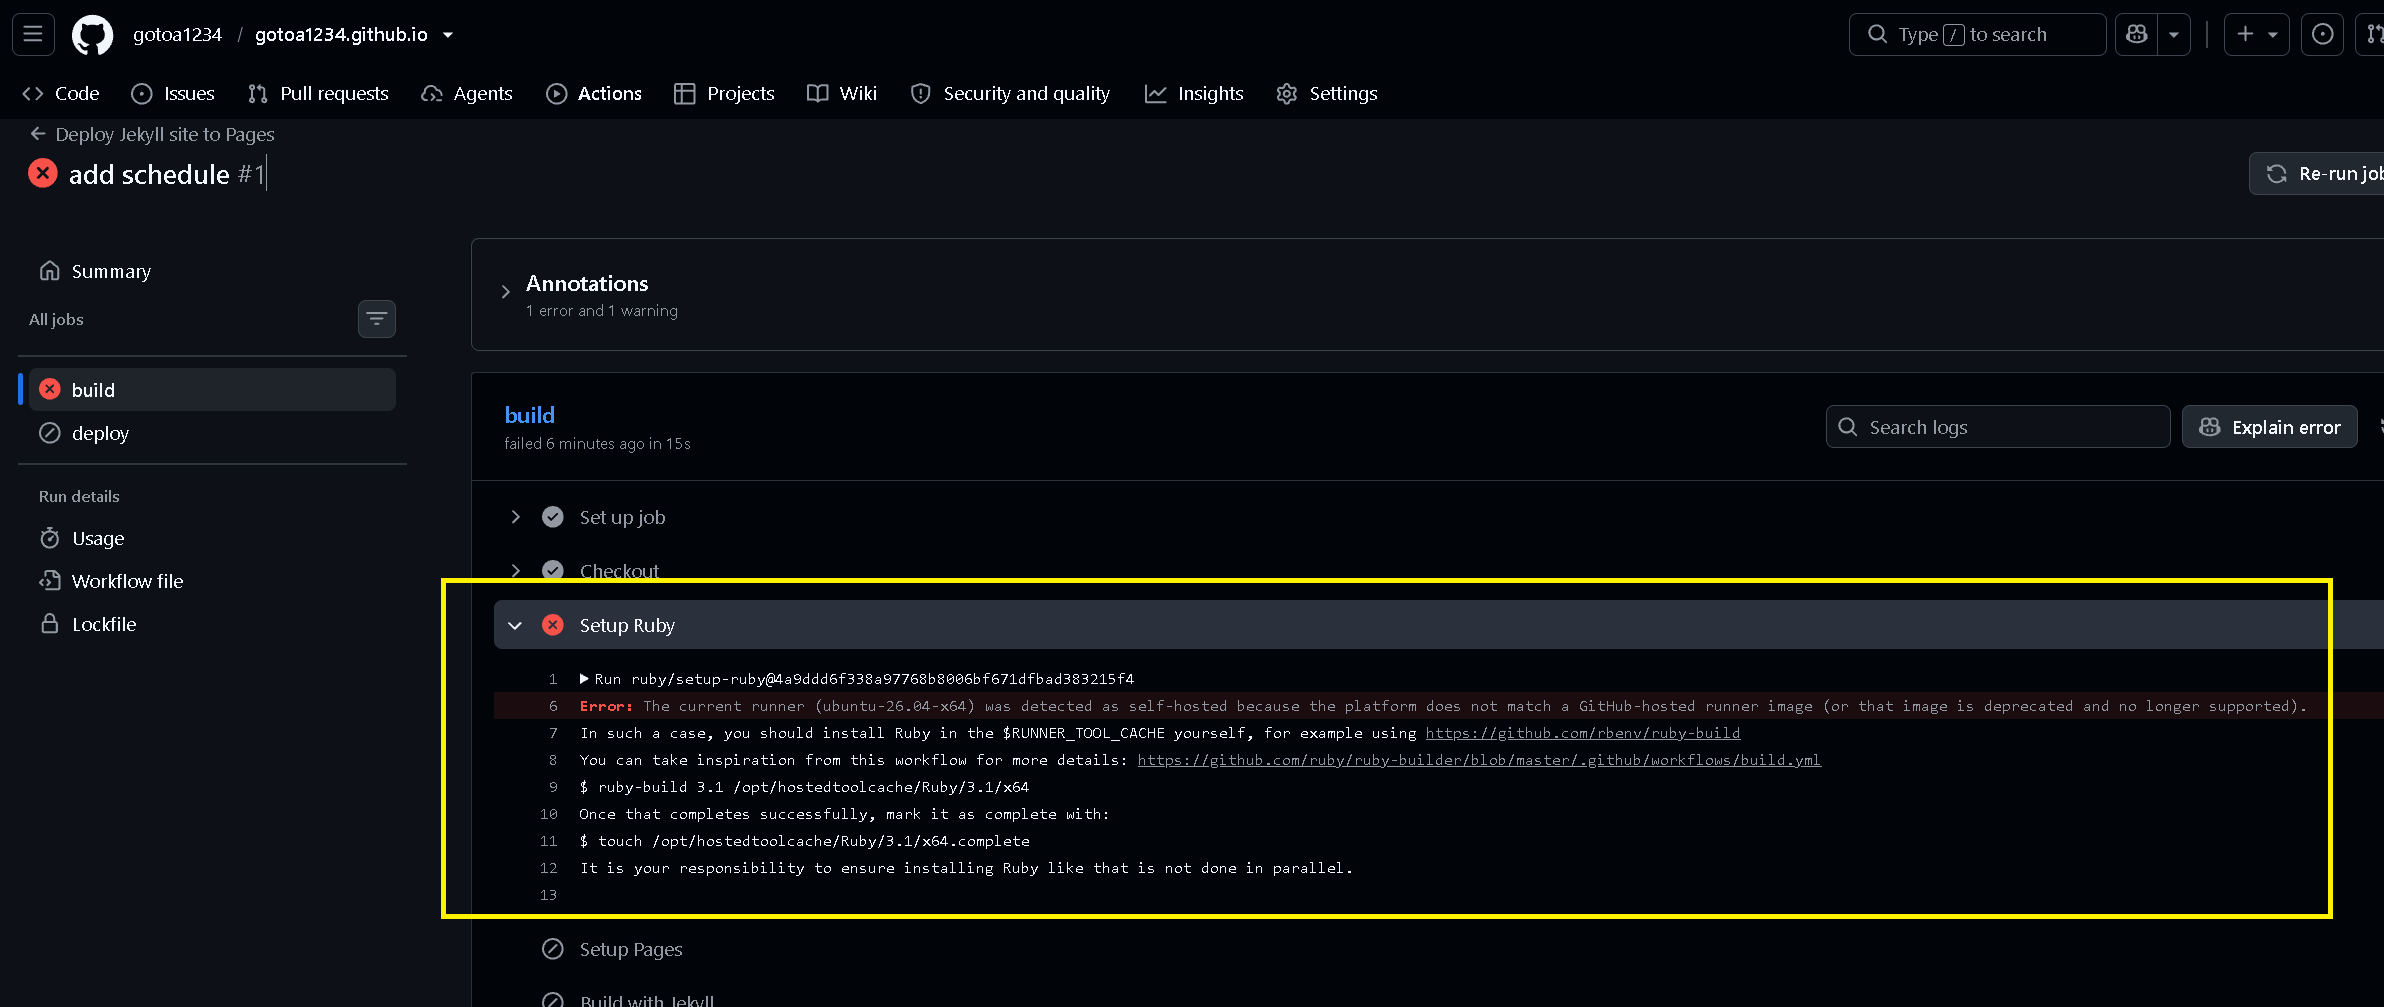 gotoa1234 / gotoa1234.github.io
Type / to search
Code Issues Pull requests Agents Actions Projects Wiki Security and quality Insights Settings
Deploy Jekyll site to Pages
add schedule #1
Re-run
Summary
All jobs
build
deploy
Run details
Usage
Workflow file
Lockfile
Annotations
1 error and 1 warning
build
failed 6 minutes ago in 15s
Search logs
Explain error
Set up job
Checkout
Setup Ruby
1 Run ruby/setup-ruby@4a9ddd6f338a97768b8006bf671dfbad383215f4
6 Error: The current runner (ubuntu-26.04-x64) was detected as self-hosted because the platform does not match a GitHub-hosted runner image (or that image is deprecated and no longer supported).
7 In such a case, you should install Ruby in the $RUNNER_TOOL_CACHE yourself, for example using https://github.com/rbenv/ruby-build
8 You can take inspiration from this workflow for more details: https://github.com/ruby/ruby-builder/blob/master/.github/workflows/build.yml
9 $ ruby-build 3.1 /opt/hostedtoolcache/Ruby/3.1/x64
10 Once that completes successfully, mark it as complete with:
11 $ touch /opt/hostedtoolcache/Ruby/3.1/x64.complete
12 It is your responsibility to ensure installing Ruby like that is not done in parallel.
13
Setup Pages
Build with Jekyll